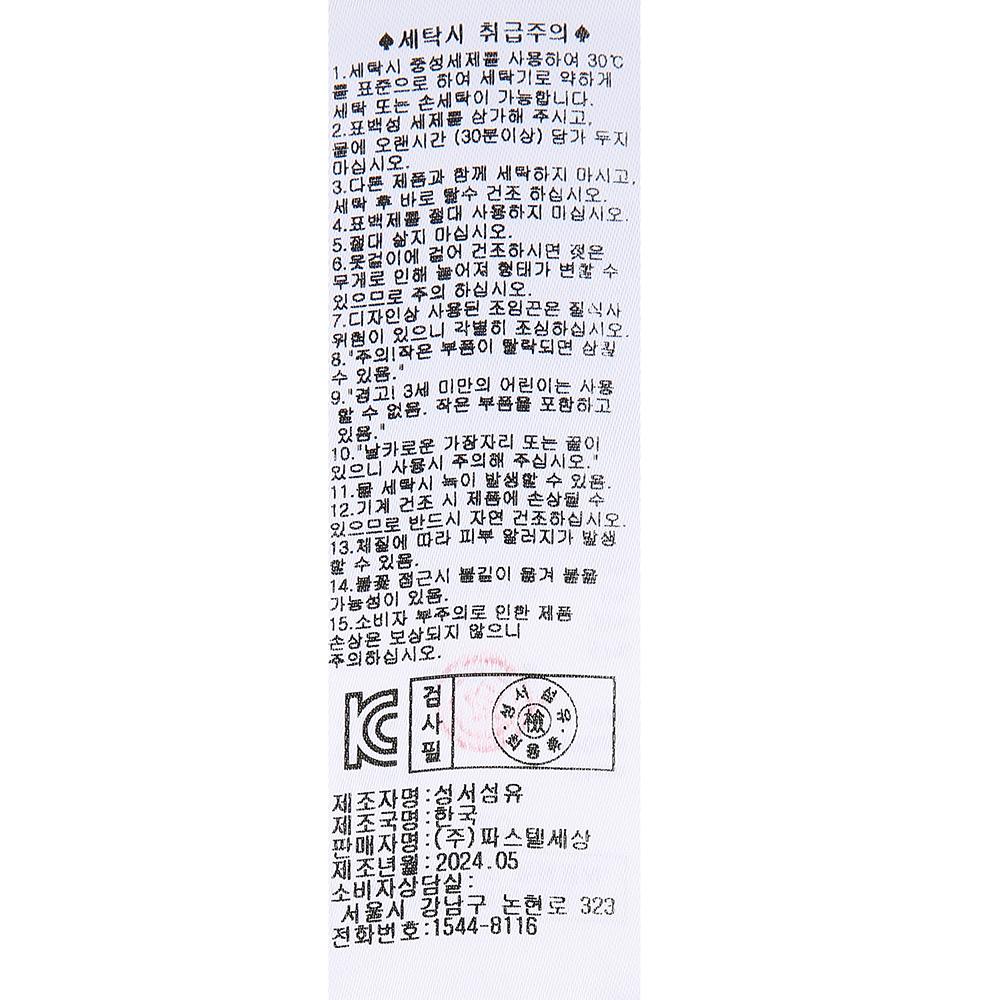 ♠세탁시 취급주의♠
1.세탁시 중성세제를 사용하여 30℃
를 표준으로 하여 세탁기로 약하게
세탁 또는 손세탁이 가능합니다.
2.표백성 세제를 삼가해 주시고,
물에 오랜시간 (30분이상) 담가 두지
마십시오.
3.다른 제품과 함께 세탁하지 마시고,
세탁 후 바로 탈수 건조 하십시오.
4.표백제를 절대 사용하지 마십시오.
5.절대 삶지 마십시오.
6.옷걸이에 걸어 건조하시면 젖은
무게로 인해 늘어져 형태가 변할 수
있으므로 주의 하십시오.
7.디자인상 사용된 조임끈은 질식사
위험이 있으니 각별히 조심하십시오.
8."주의!작은 부품이 탈락되면 삼킬
수 있음."
9."경고! 3세 미만의 어린이는 사용
할 수 없음. 작은 부품을 포함하고
있음."
10."날카로운 가장자리 또는 끝이
있으니 사용시 주의해 주십시오."
11.물 세탁시 녹이 발생할 수 있음.
12.기계 건조 시 제품에 손상될 수
있으므로 반드시 자연 건조하십시오.
13.체질에 따라 피부 알러지가 발생
할 수 있음.
14.불꽃 접근시 불길이 옮겨 붙을
가능성이 있음.
15.소비자 부주의로 인한 제품
손상은 보상되지 않으니
주의하십시오.
KC
검사필
성서섬유
檢
제조자명:성서섬유
제조국명:한국
판매자명:(주)파스텔세상
제조년월:2024.05
소비자상담실:
서울시 강남구 논현로 323
전화번호:1544-8116